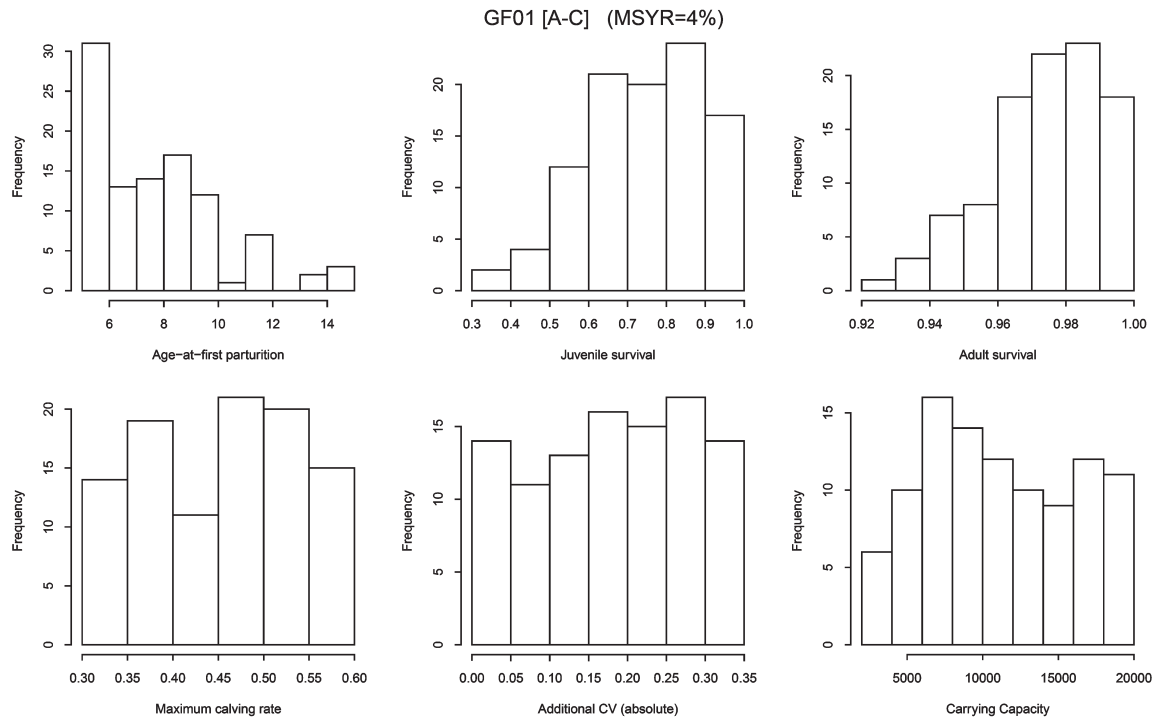 GF01 [A-C] (MSYR=4%)
Frequency
0 5 10 15 20 25 30
6 8 10 12 14
Age−at−first parturition
Frequency
0 5 10 15 20
0.3 0.4 0.5 0.6 0.7 0.8 0.9 1.0
Juvenile survival
Frequency
0 5 10 15 20
0.92 0.94 0.96 0.98 1.00
Adult survival
Frequency
0 5 10 15 20
0.30 0.35 0.40 0.45 0.50 0.55 0.60
Maximum calving rate
Frequency
0 5 10 15
0.00 0.05 0.10 0.15 0.20 0.25 0.30 0.35
Additional CV (absolute)
Frequency
0 5 10 15
5000 10000 15000 20000
Carrying Capacity